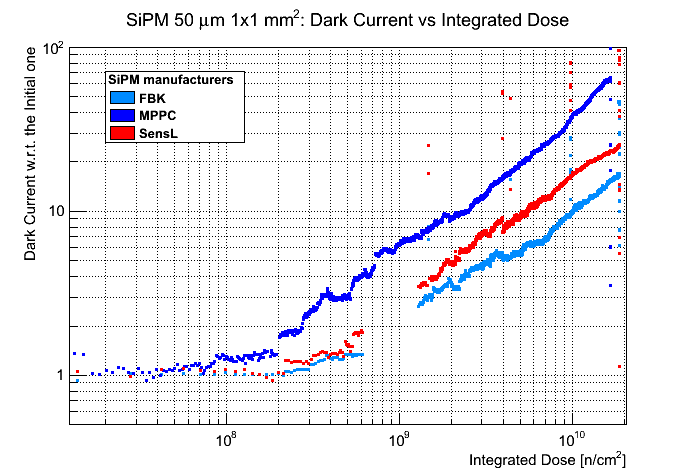 SiPM 50 μm 1x1 mm²: Dark Current vs Integrated Dose
Dark Current w.r.t. the Initial one
10²
10
1
SiPM manufacturers
FBK
MPPC
SensL
10⁸
10⁹
10¹⁰
Integrated Dose [n/cm²]